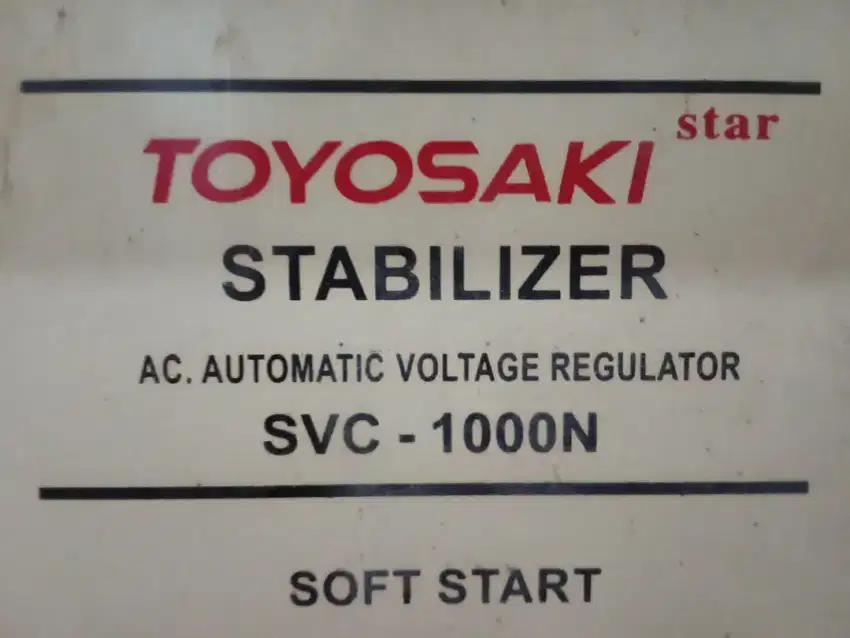 TOYOSAKI star
STABILIZER
AC. AUTOMATIC VOLTAGE REGULATOR
SVC - 1000N
SOFT START